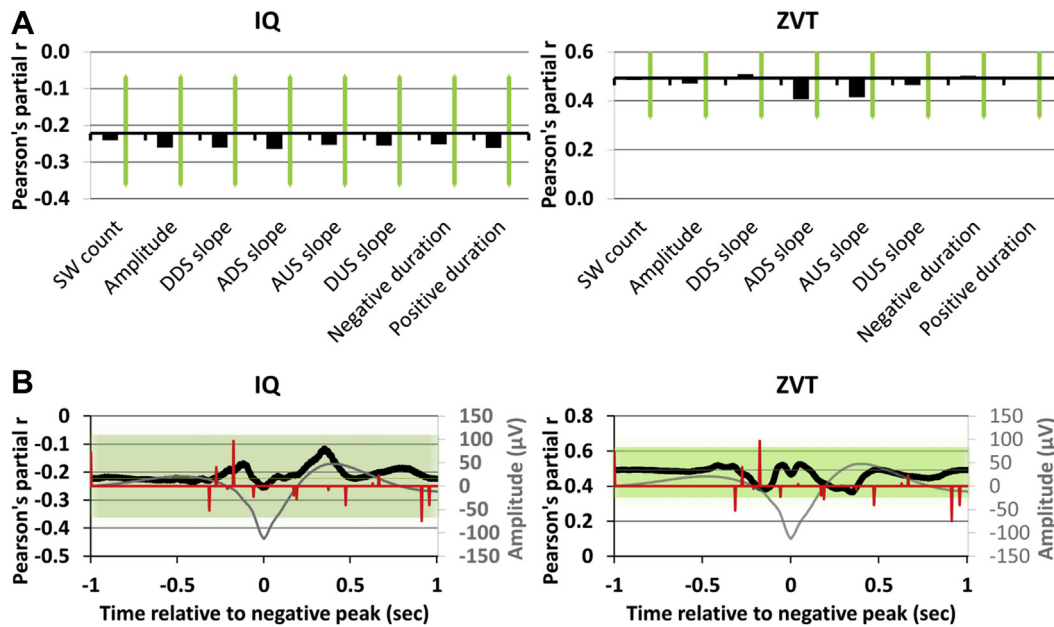 A
IQ
ZVT
Pearson's partial r
0.0
-0.1
-0.2
-0.3
-0.4
SW count
Amplitude
DDS slope
ADS slope
AUS slope
DUS slope
Negative duration
Positive duration
Pearson's partial r
0.6
0.4
0.2
0.0
SW count
Amplitude
DDS slope
ADS slope
AUS slope
DUS slope
Negative duration
Positive duration
B
IQ
ZVT
Pearson's partial r
0
-0.1
-0.2
-0.3
-0.4
-0.5
150
100
50
0
-50
-100
-150
Amplitude (µV)
-1
-0.5
0
0.5
1
Time relative to negative peak (sec)
Pearson's partial r
0.8
0.6
0.4
0.2
0
150
100
50
0
-50
-100
-150
Amplitude (µV)
-1
-0.5
0
0.5
1
Time relative to negative peak (sec)